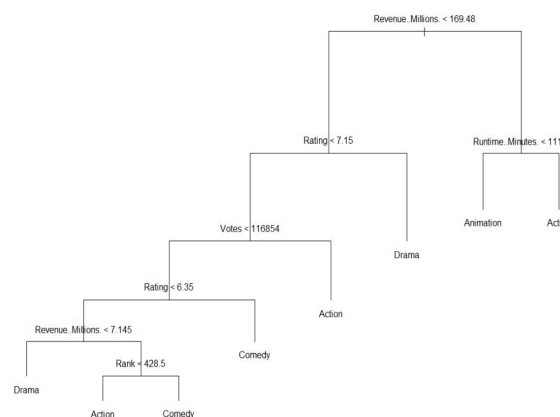 Revenue..Millions. < 169.48
Rating < 7.15
Runtime..Minutes. < 111
Votes < 116854
Animation
Drama
Rating < 6.35
Action
Revenue..Millions. < 7.145
Comedy
Rank < 428.5
Drama
Action
Comedy